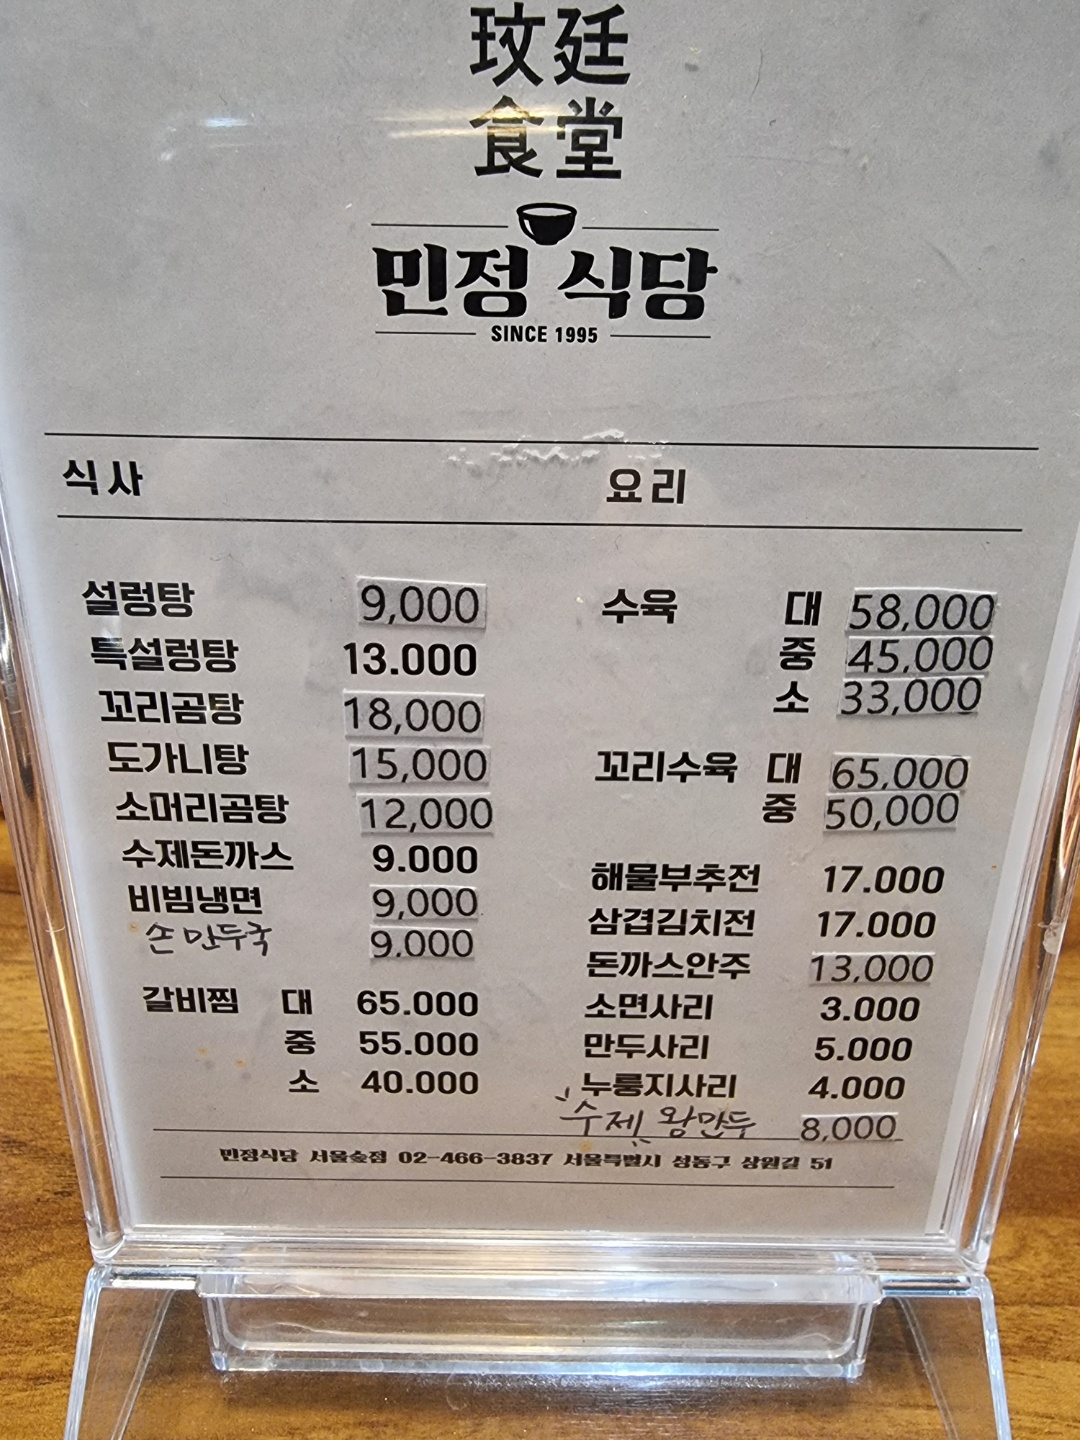 玟廷
食堂
민정 식당
SINCE 1995
식사
요리
설렁탕 9,000
특설렁탕 13.000
꼬리곰탕 18,000
도가니탕 15,000
소머리곰탕 12,000
수제돈까스 9.000
비빔냉면 9,000
손만두국 9.000
갈비찜 대 65.000
중 55.000
소 40.000
수육 대 58,000
중 45,000
소 33,000
꼬리수육 대 65,000
중 50,000
해물부추전 17.000
삼겹김치전 17.000
돈까스안주 13,000
소면사리 3.000
만두사리 5.000
누룽지사리 4.000
"수제" 왕만두 8,000
민정식당 서울숲점 02-466-3837 서울특별시 성동구 상원길 51